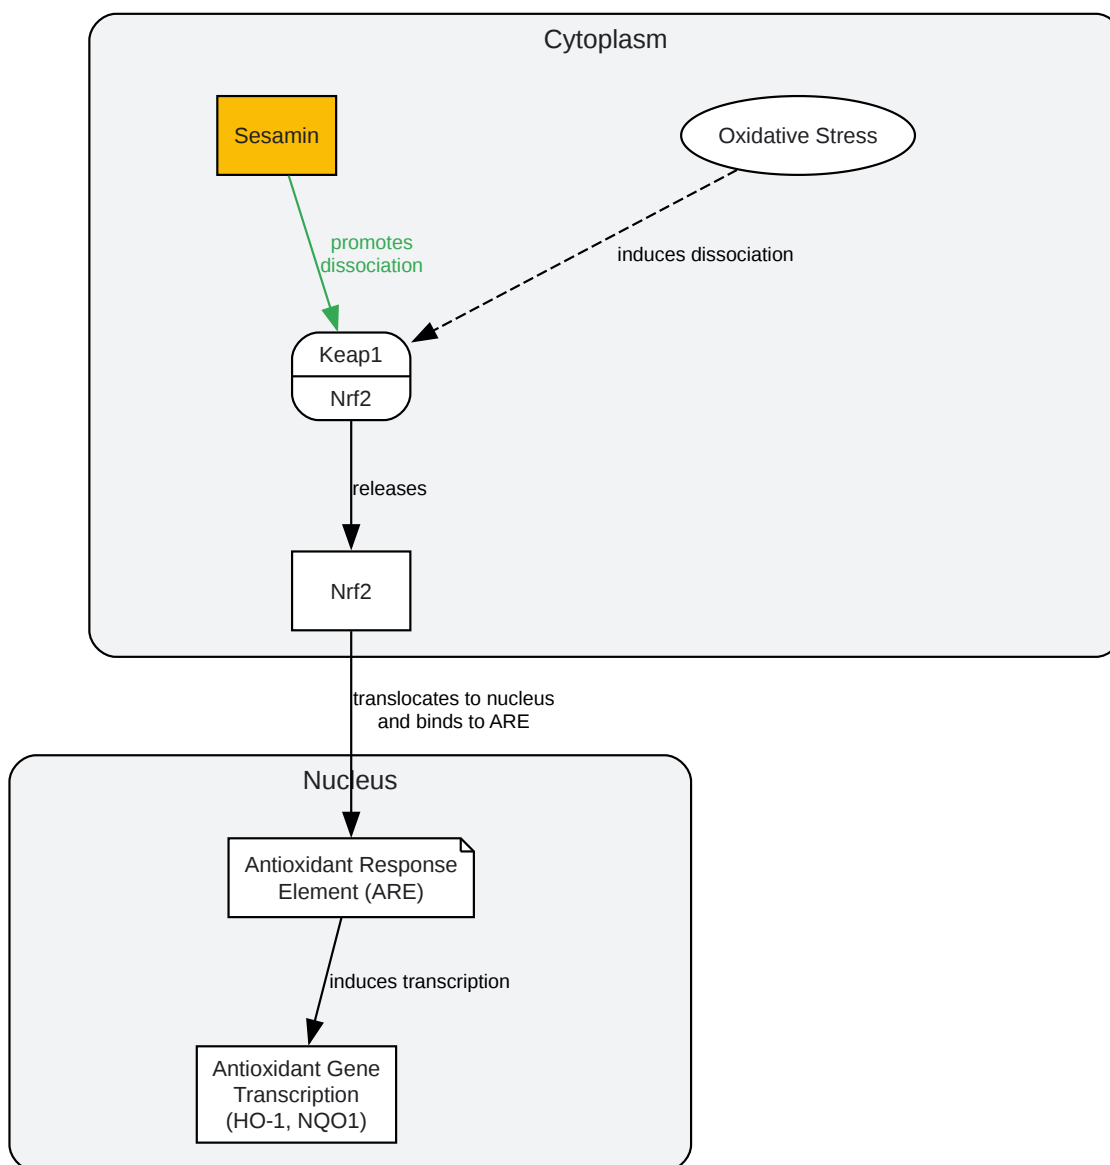 Cytoplasm
Sesamin
Oxidative Stress
promotes
dissociation
induces dissociation
Keap1
Nrf2
releases
Nrf2
translocates to nucleus
and binds to ARE
Nucleus
Antioxidant Response
Element (ARE)
induces transcription
Antioxidant Gene
Transcription
(HO-1, NQO1)